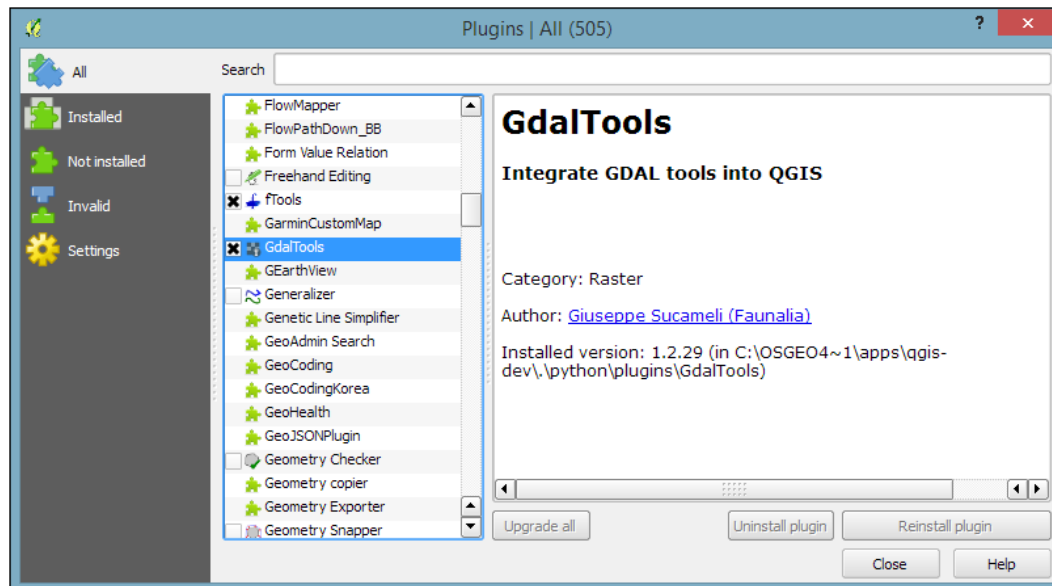 Plugins | All (505)
?
×
All
Installed
Not installed
Invalid
Settings
Search
FlowMapper
FlowPathDown_BB
Form Value Relation
Freehand Editing
fTools
GarminCustomMap
GdalTools
GEarthView
Generalizer
Genetic Line Simplifier
GeoAdmin Search
GeoCoding
GeoCodingKorea
GeoHealth
GeoJSONPlugin
Geometry Checker
Geometry copier
Geometry Exporter
Geometry Snapper
GdalTools
Integrate GDAL tools into QGIS
Category: Raster
Author: Giuseppe Sucameli (Faunalia)
Installed version: 1.2.29 (in C:\OSGEO4~1\apps\qgis-
dev\.\python\plugins\GdalTools)
Upgrade all
Uninstall plugin
Reinstall plugin
Close
Help